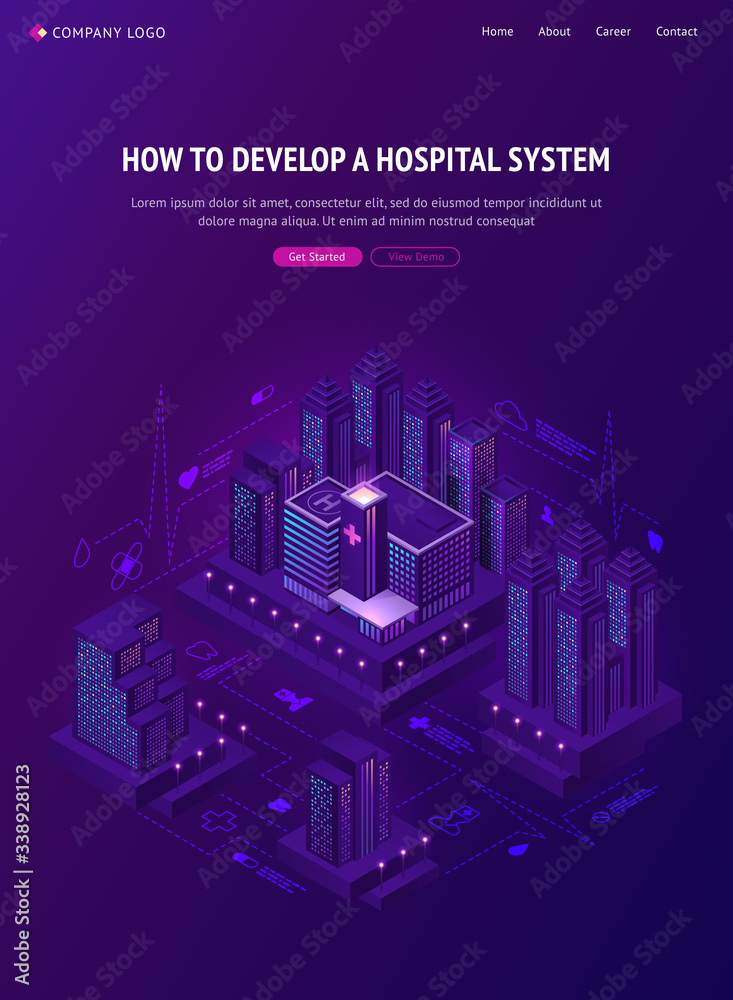 COMPANY LOGO
Home About Career Contact
HOW TO DEVELOP A HOSPITAL SYSTEM
Lorem ipsum dolor sit amet, consectetur elit, sed do eiusmod tempor incididunt ut
dolore magna aliqua. Ut enim ad minim nostrud consequat
Get Started View Demo
H
Adobe Stock | #338928123